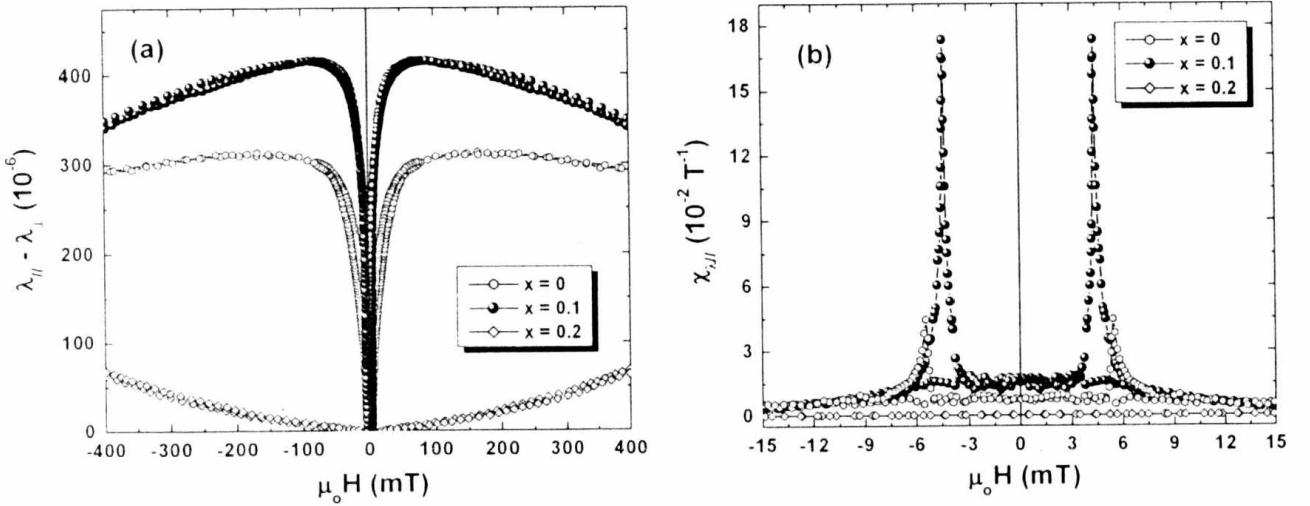 (a)
λ// - λ⊥ (10-6)
400
300
200
100
0
x = 0
x = 0.1
x = 0.2
-400 -300 -200 -100 0 100 200 300 400
μoH (mT)
(b)
(10-2 T-1)
18
15
12
9
6
3
0
x = 0
x = 0.1
x = 0.2
-15 -12 -9 -6 -3 0 3 6 9 12 15
μoH (mT)